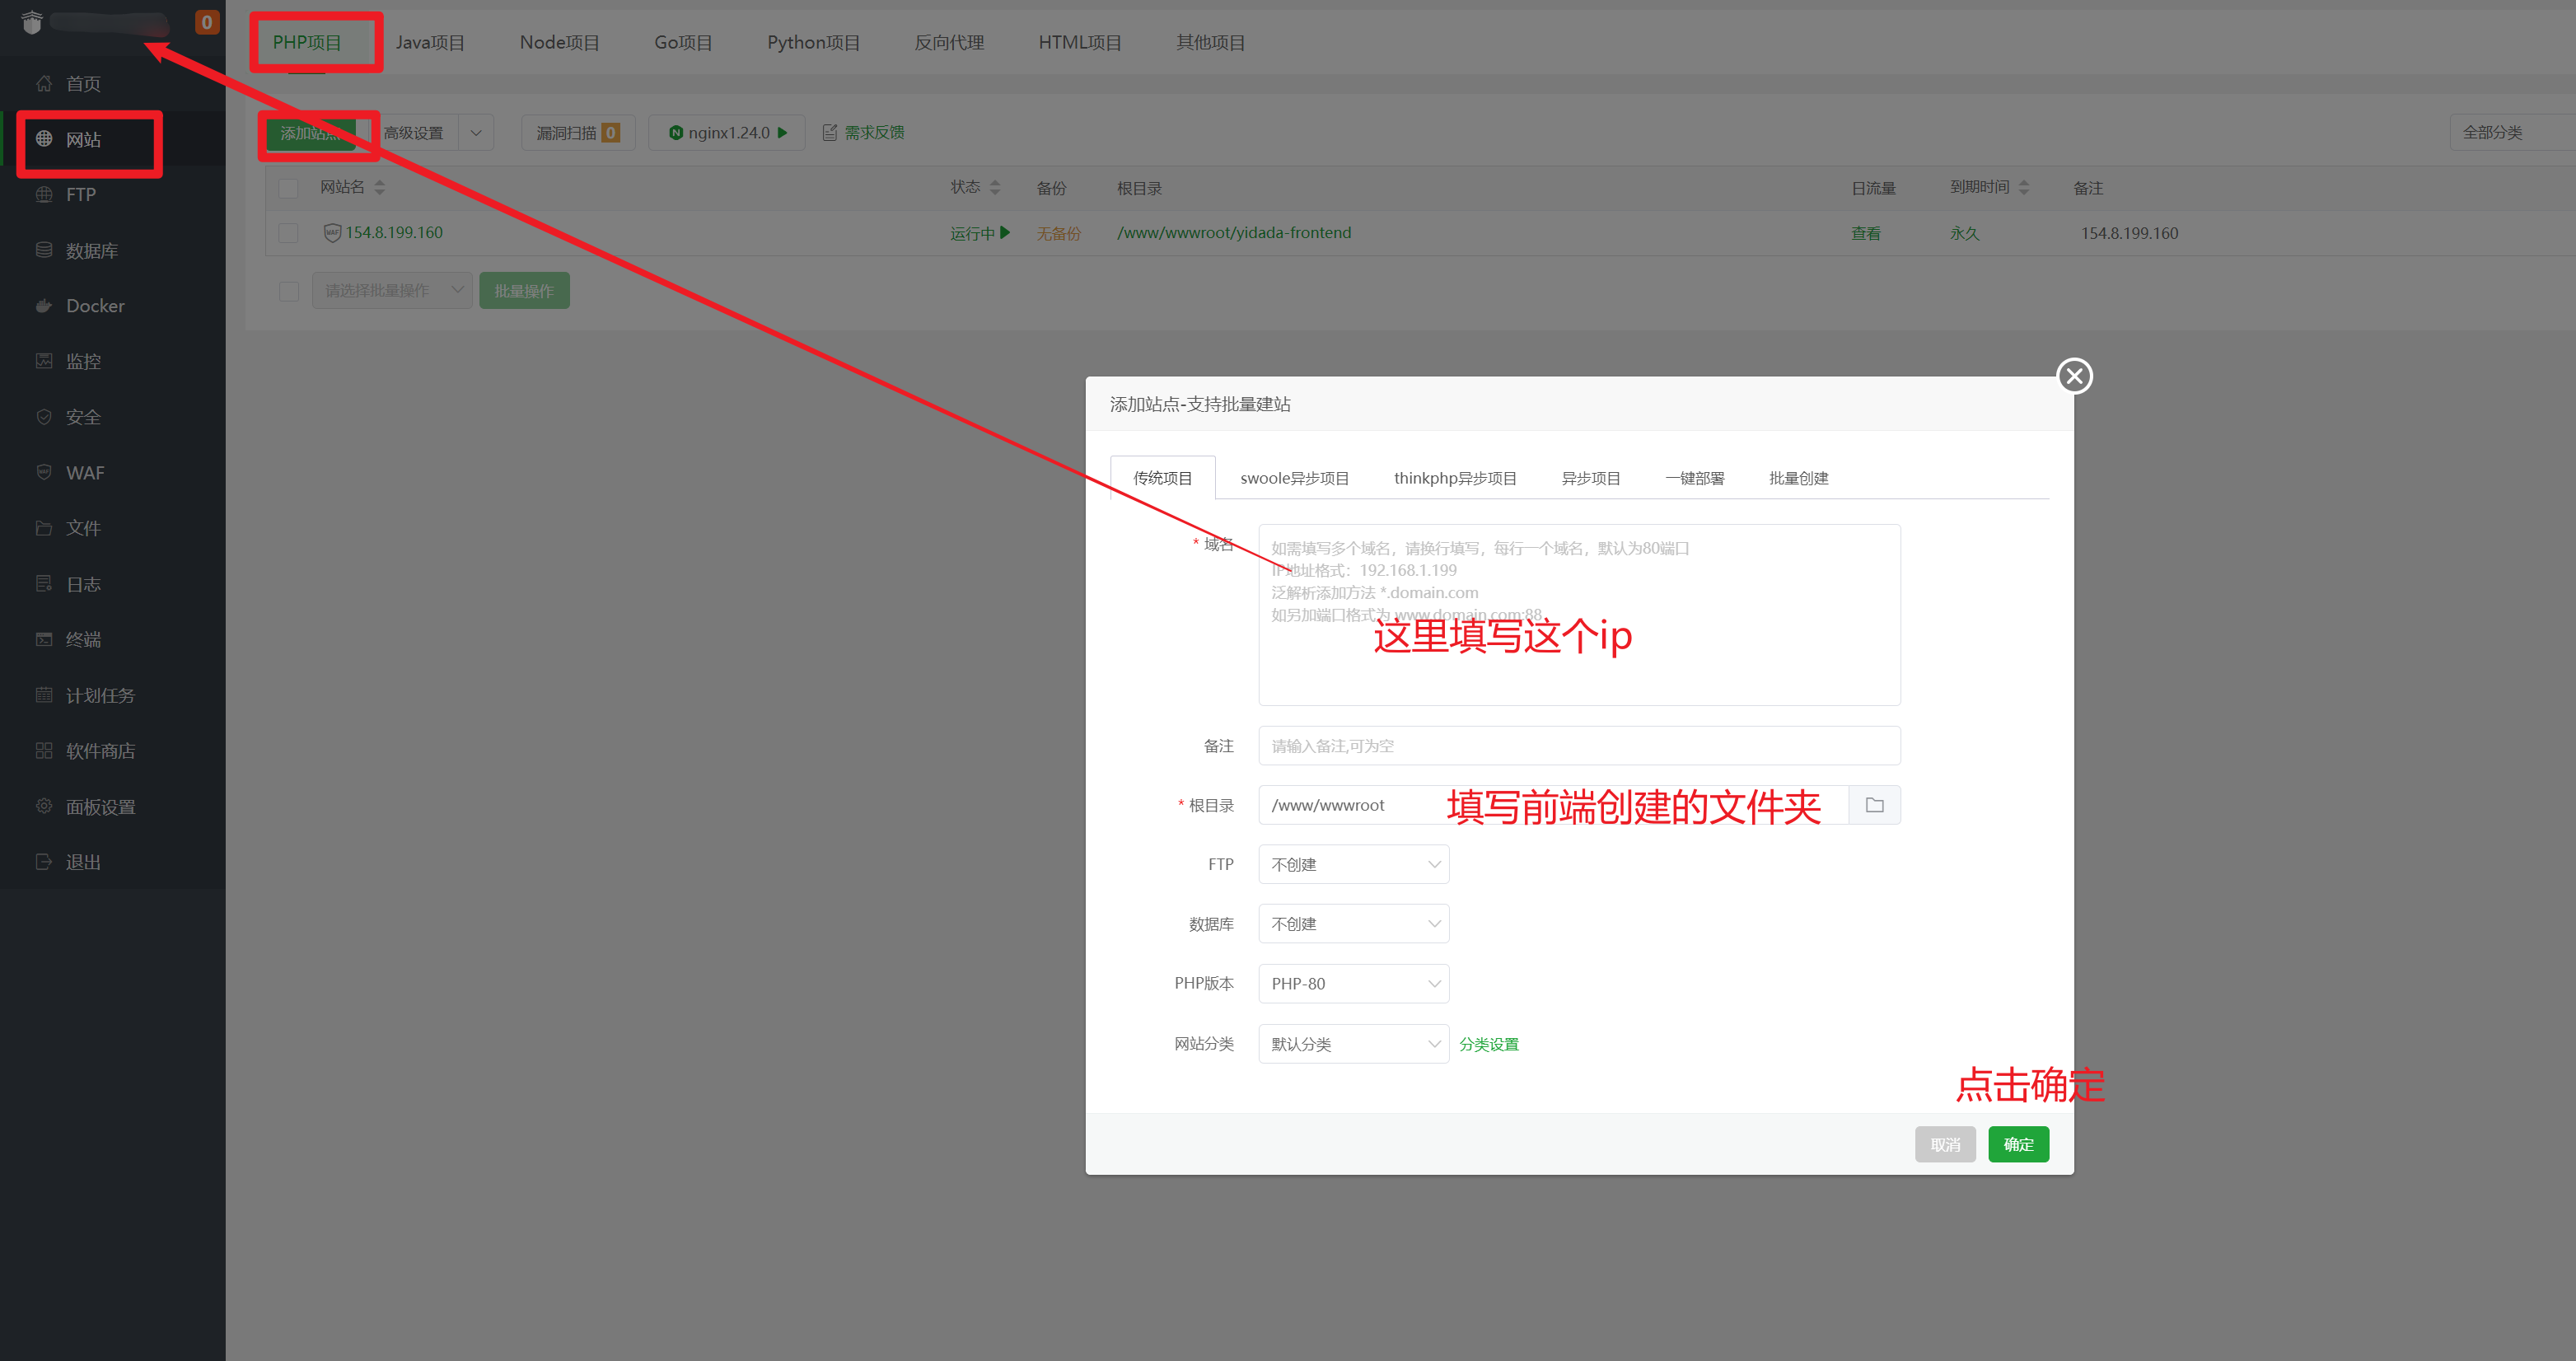 0
首页
网站
FTP
数据库
Docker
监控
安全
WAF
文件
日志
终端
计划任务
软件商店
面板设置
退出
PHP项目 Java项目 Node项目 Go项目 Python项目 反向代理 HTML项目 其他项目
添加站点 高级设置 漏洞扫描 0 nginx1.24.0 需求反馈 全部分类
网站名 状态 备份 根目录 日流量 到期时间 备注
154.8.199.160 运行中 无备份 /www/wwwroot/yidada-frontend 查看 永久 154.8.199.160
请选择批量操作 批量操作
添加站点-支持批量建站
传统项目 swoole异步项目 thinkphp异步项目 异步项目 一键部署 批量创建
* 域名
如需填写多个域名，请换行填写，每行一个域名，默认为80端口
IP地址格式：192.168.1.199
泛解析添加方法 *.domain.com
如另加端口格式为 www.domain.com:88
这里填写这个ip
备注 请输入备注,可为空
* 根目录 /www/wwwroot 填写前端创建的文件夹
FTP 不创建
数据库 不创建
PHP版本 PHP-80
网站分类 默认分类 分类设置
点击确定
取消 确定